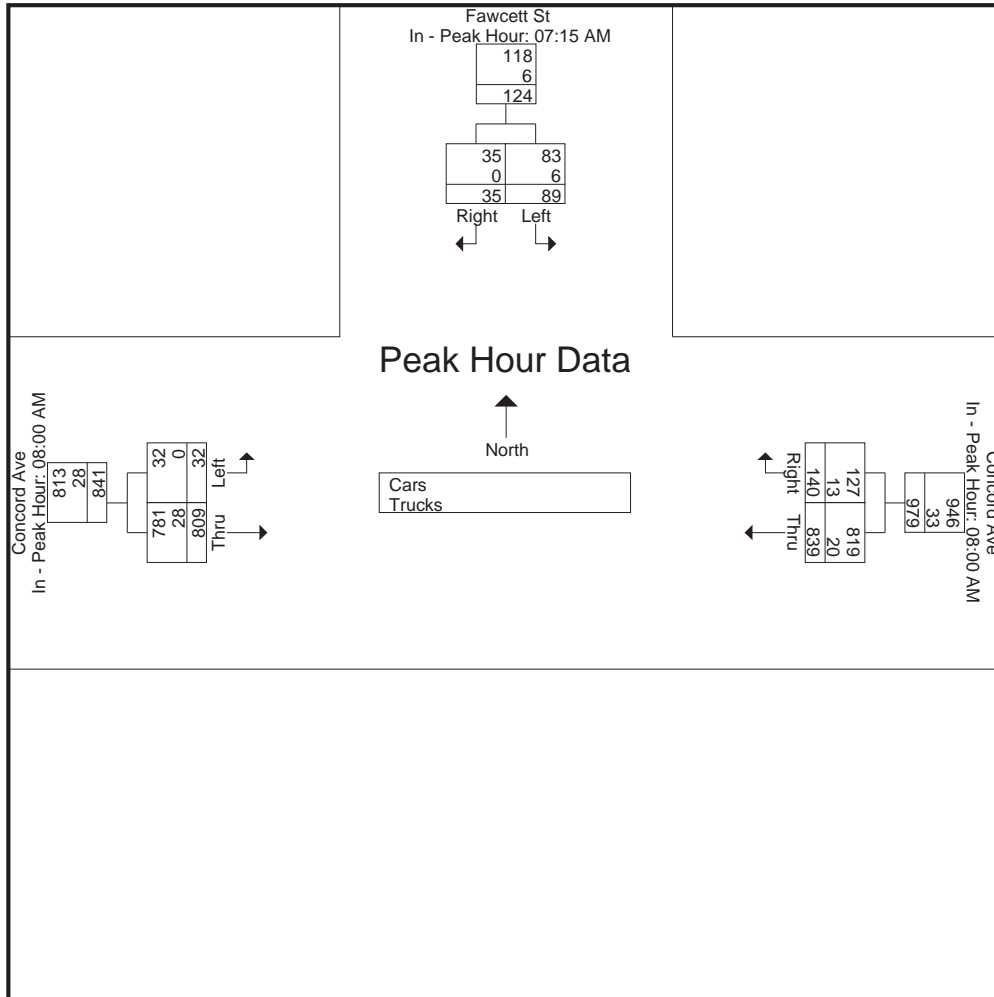 Fawcett St
In - Peak Hour: 07:15 AM
118
6
124
35 83
0 6
35 89
Right Left
Peak Hour Data
North
Cars
Trucks
Concord Ave
In - Peak Hour: 08:00 AM
813
28
841
32 781
0 28
32 809
Left Thru
Concord Ave
In - Peak Hour: 08:00 AM
946
33
979
127 819
13 20
140 839
Right Thru